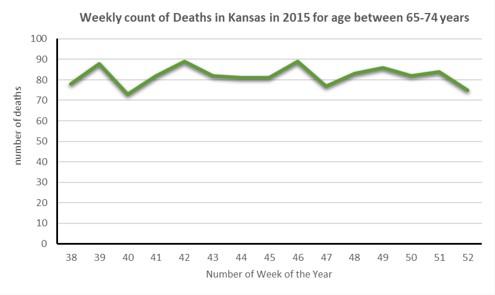 Weekly count of Deaths in Kansas in 2015 for age between 65-74 years
number of deaths
100
90
80
70
60
50
40
30
20
10
0
38 39 40 41 42 43 44 45 46 47 48 49 50 51 52
Number of Week of the Year